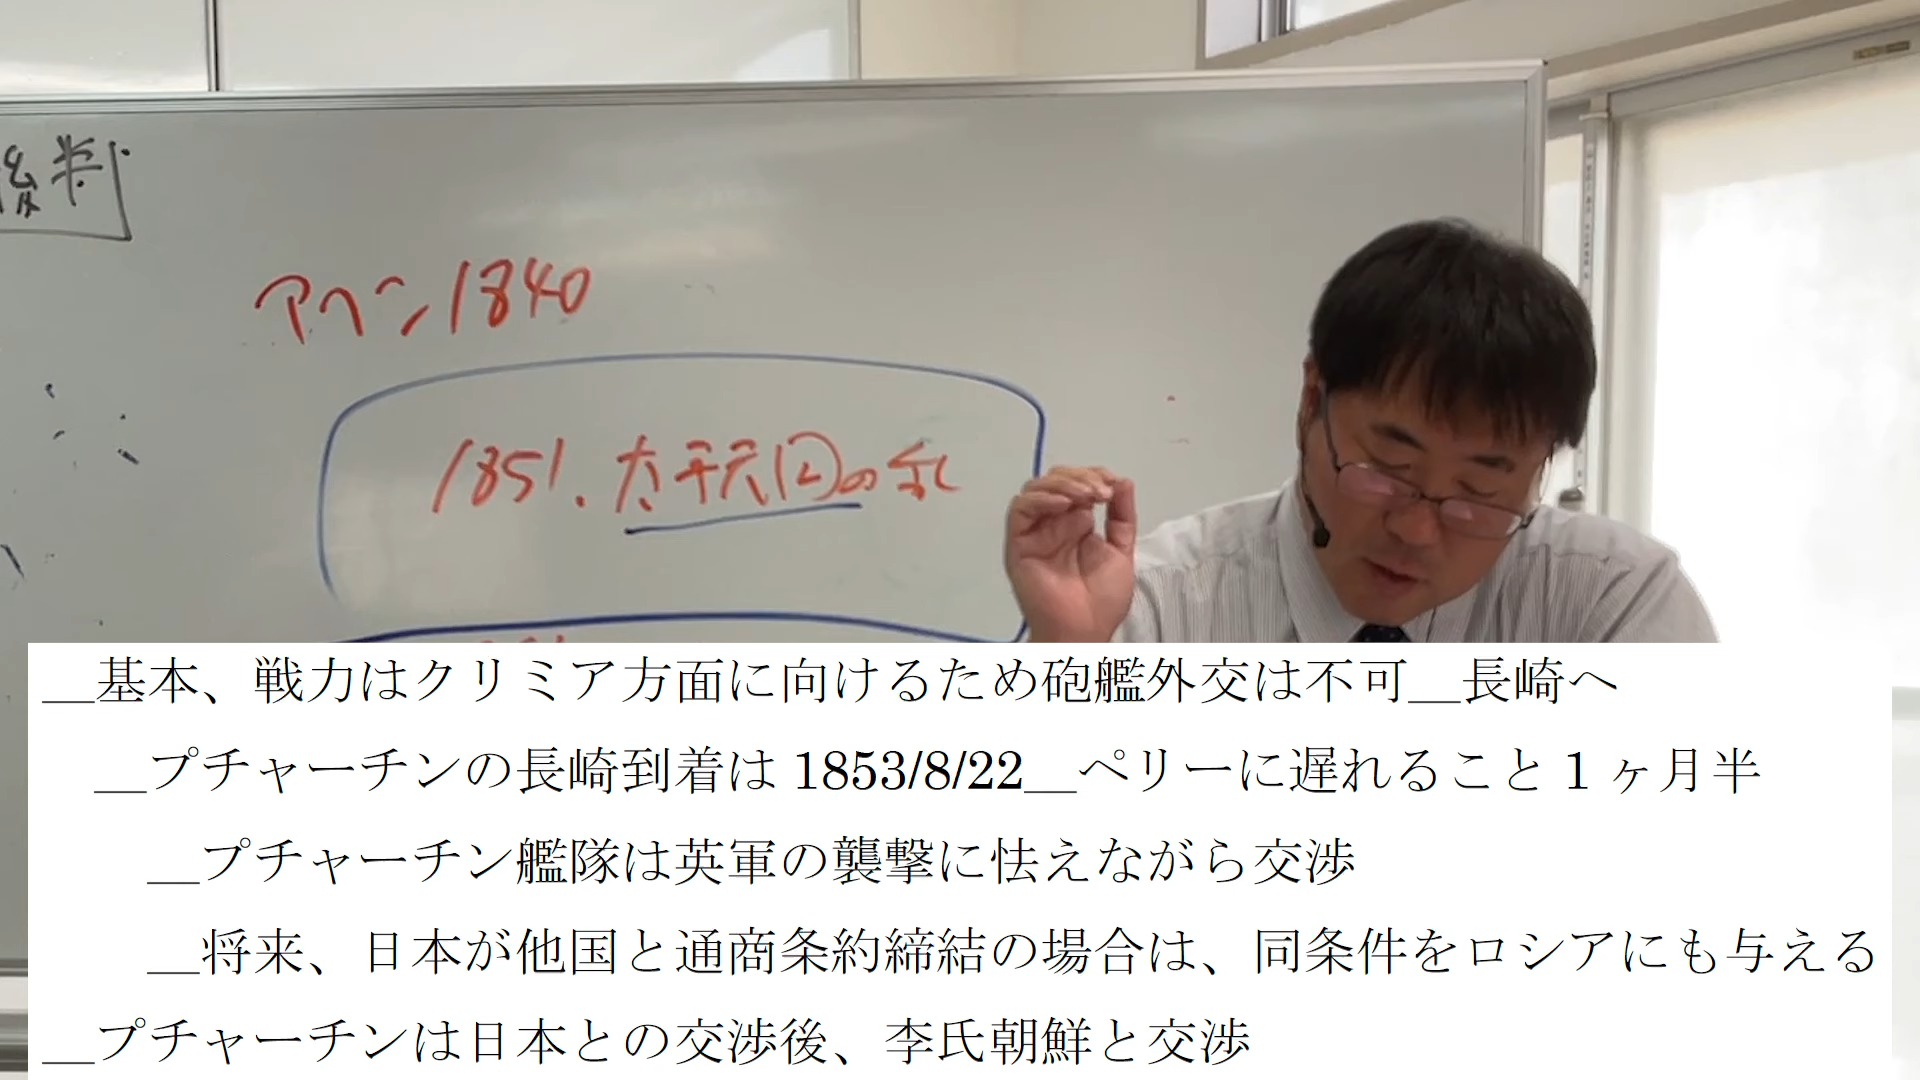 後判
アヘン1840
1851.太平天国の乱
__基本、戦力はクリミア方面に向けるため砲艦外交は不可__長崎へ
__プチャーチンの長崎到着は 1853/8/22__ペリーに遅れること 1 ヶ月半
__プチャーチン艦隊は英軍の襲撃に怯えながら交渉
__将来、日本が他国と通商条約締結の場合は、同条件をロシアにも与える
__プチャーチンは日本との交渉後、李氏朝鮮と交渉